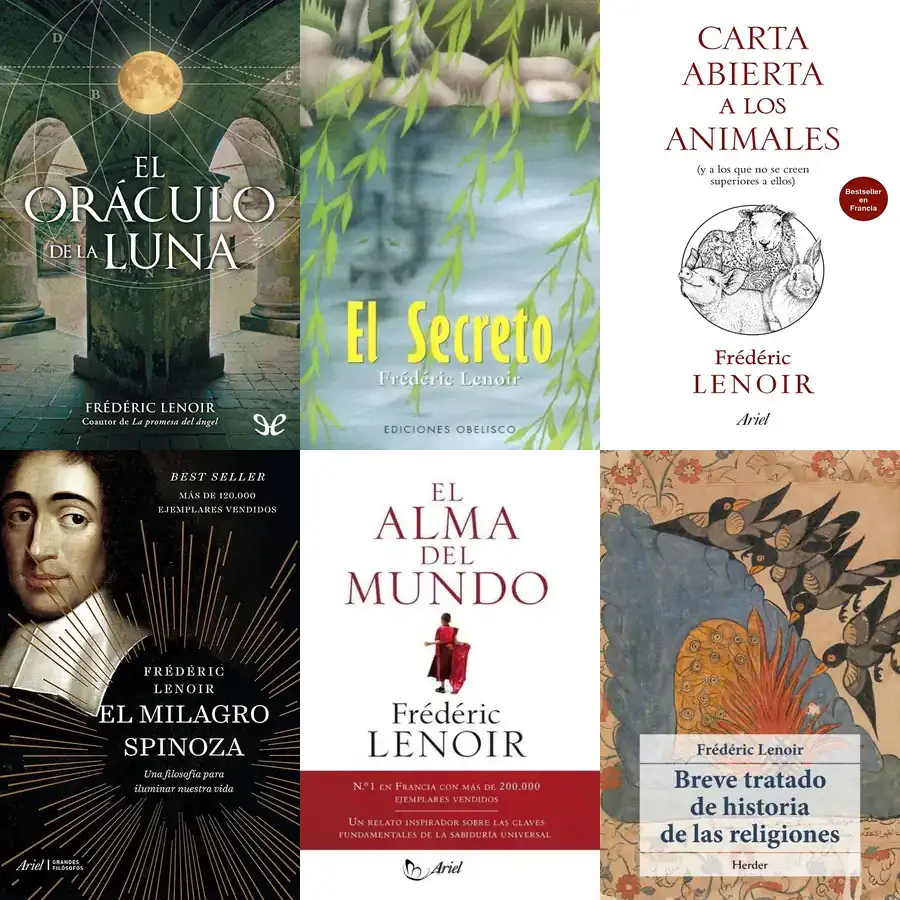 EL
ORÁCULO
DE LA LUNA
FRÉDÉRIC LENOIR
Coautor de La promesa del ángel
El Secreto
Frédéric Lenoir
EDICIONES OBELISCO
CARTA
ABIERTA
A LOS
ANIMALES
(y a los que no se creen
superiores a ellos)
Bestseller
en
Francia
Frédéric
LENOIR
Ariel
BEST SELLER
MÁS DE 120.000
EJEMPLARES VENDIDOS
FRÉDÉRIC
LENOIR
EL MILAGRO
SPINOZA
Una filosofía para
iluminar nuestra vida
Ariel | GRANDES
FILÓSOFOS
EL
ALMA
DEL
MUNDO
Frédéric
LENOIR
N.º 1 EN FRANCIA CON MÁS DE 200.000
EJEMPLARES VENDIDOS
UN RELATO INSPIRADOR SOBRE LAS CLAVES
FUNDAMENTALES DE LA SABIDURÍA UNIVERSAL
Ariel
Frédéric Lenoir
Breve tratado
de historia
de las religiones
Herder